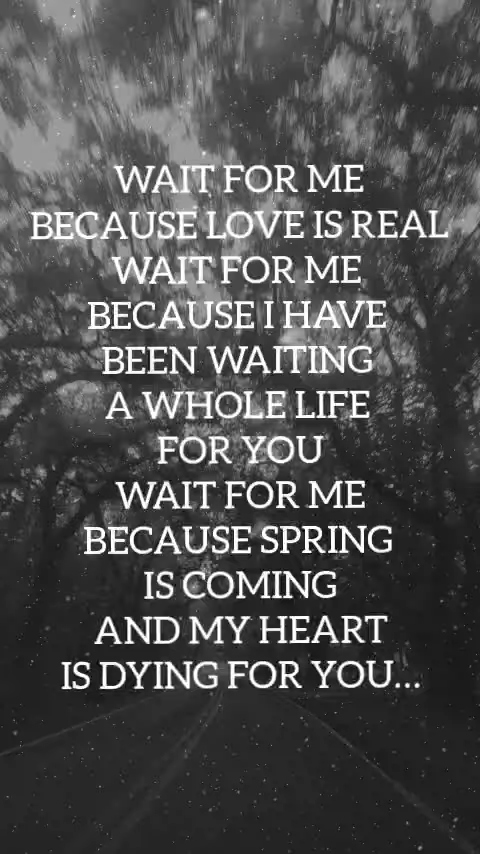 WAIT FOR ME
BECAUSE LOVE IS REAL
WAIT FOR ME
BECAUSE I HAVE
BEEN WAITING
A WHOLE LIFE
FOR YOU
WAIT FOR ME
BECAUSE SPRING
IS COMING
AND MY HEART
IS DYING FOR YOU...